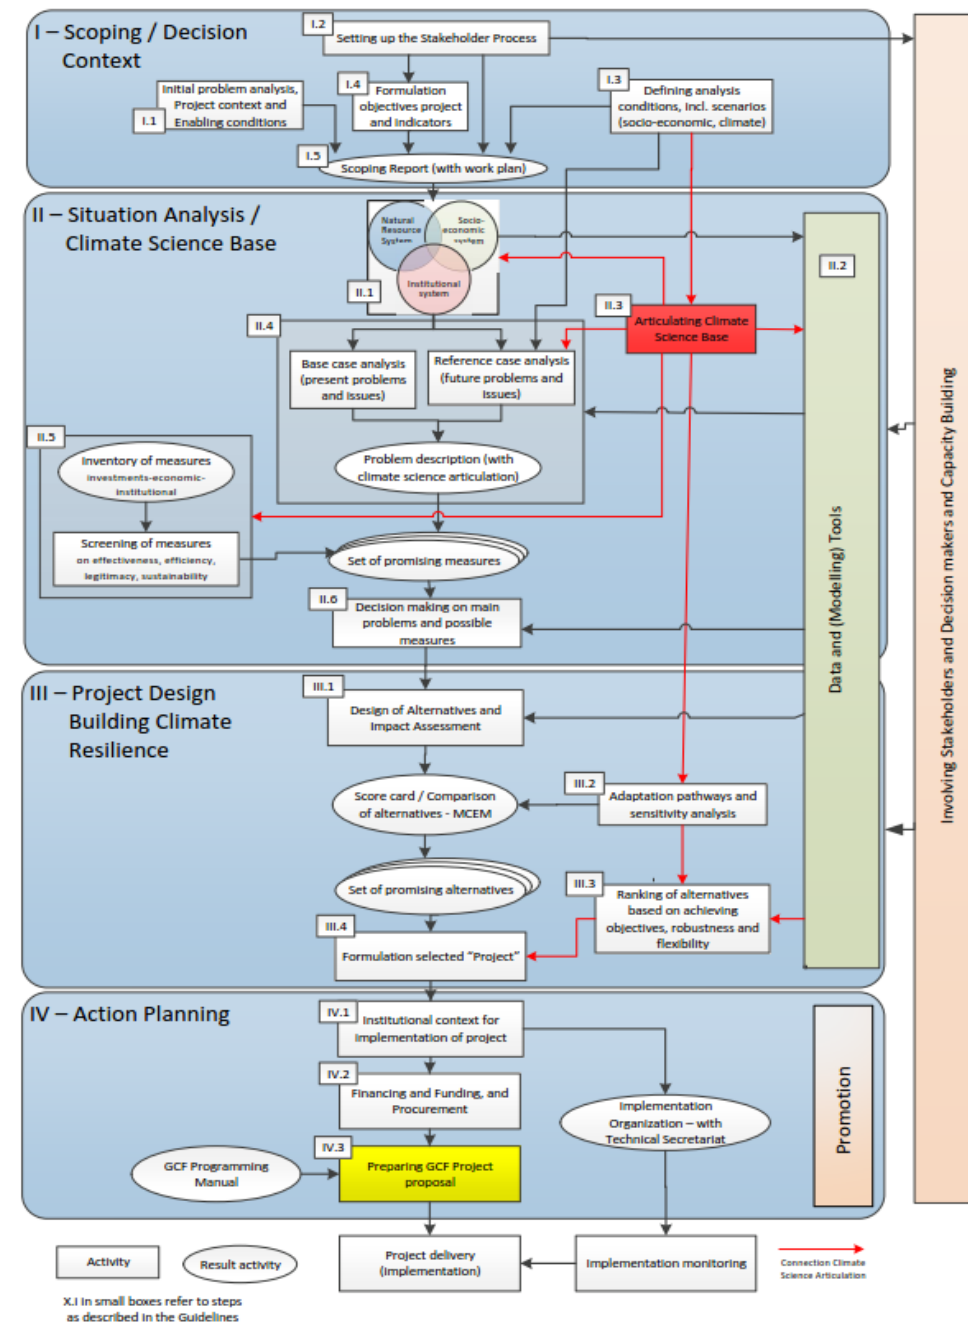 I – Scoping / Decision
Context
I.2
Setting up the Stakeholder Process
Initial problem analysis,
Project context and
Enabling conditions
I.1
I.4
Formulation
objectives project
and indicators
I.3
Defining analysis
conditions, incl. scenarios
(socio-economic, climate)
I.5
Scoping Report (with work plan)
II – Situation Analysis /
Climate Science Base
Natural
Resource
System
Socio-
economic
system
Institutional
system
II.1
II.2
II.3
Articulating Climate
Science Base
II.4
Base case analysis
(present problems
and issues)
Reference case analysis
(future problems and
issues)
Problem description (with
climate science articulation)
II.5
Inventory of measures
investments-economic-
institutional
Screening of measures
on effectiveness, efficiency,
legitimacy, sustainability
Set of promising measures
II.6
Decision making on main
problems and possible
measures
Data and (Modelling) Tools
Involving Stakeholders and Decision makers and Capacity Building
III – Project Design
Building Climate
Resilience
III.1
Design of Alternatives and
Impact Assessment
Score card / Comparison
of alternatives - MCEM
III.2
Adaptation pathways and
sensitivity analysis
Set of promising alternatives
III.3
Ranking of alternatives
based on achieving
objectives, robustness and
flexibility
III.4
Formulation selected “Project”
IV – Action Planning
IV.1
Institutional context for
implementation of project
IV.2
Financing and Funding, and
Procurement
Implementation
Organization – with
Technical Secretariat
Promotion
IV.3
Preparing GCF Project
proposal
GCF Programming
Manual
Activity
Result activity
Project delivery
(implementation)
Implementation monitoring
Connection Climate
Science Articulation
X.I in small boxes refer to steps
as described in the Guidelines